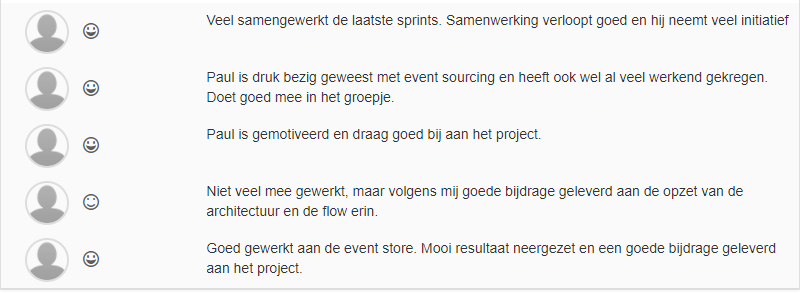 Veel samengewerkt de laatste sprints. Samenwerking verloopt goed en hij neemt veel initiatief
Paul is druk bezig geweest met event sourcing en heeft ook wel al veel werkend gekregen.
Doet goed mee in het groepje.
Paul is gemotiveerd en draag goed bij aan het project.
Niet veel mee gewerkt, maar volgens mij goede bijdrage geleverd aan de opzet van de
architectuur en de flow erin.
Goed gewerkt aan de event store. Mooi resultaat neergezet en een goede bijdrage geleverd
aan het project.